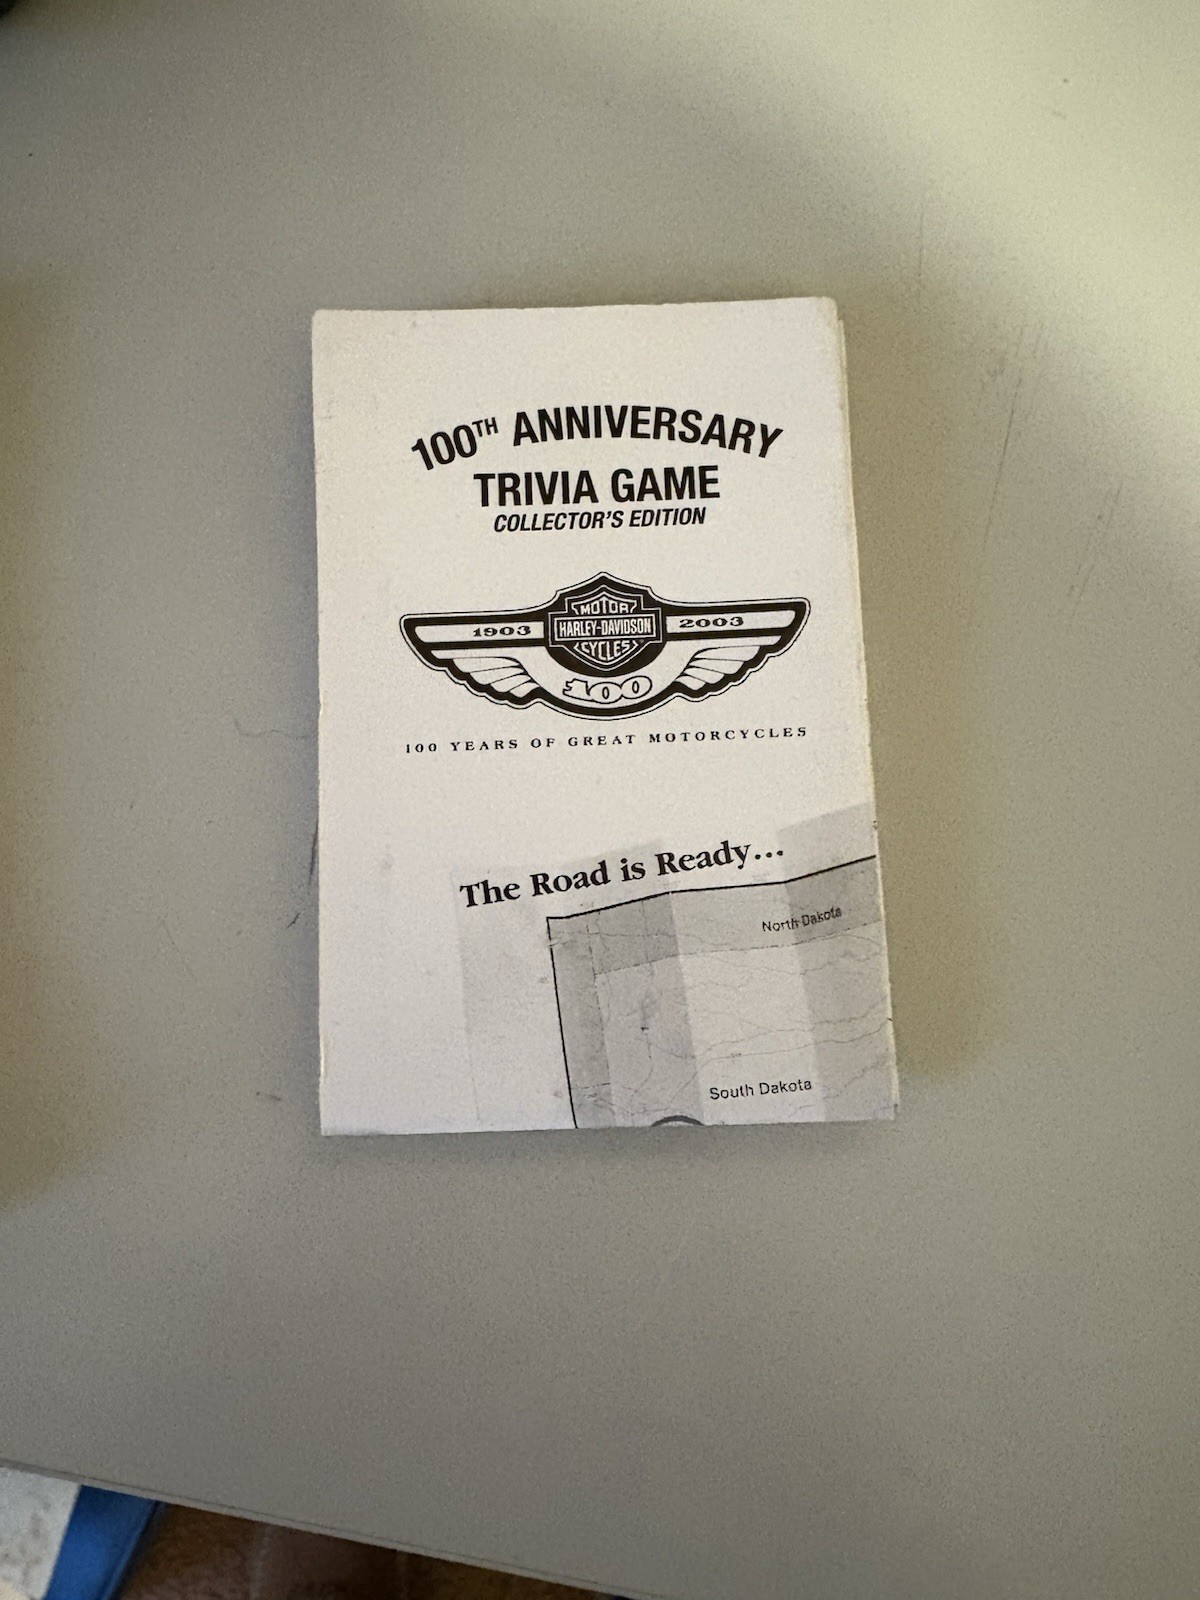 100TH ANNIVERSARY
TRIVIA GAME
COLLECTOR'S EDITION
MOTOR
1903 HARLEY-DAVIDSON 2003
CYCLES
100
100 YEARS OF GREAT MOTORCYCLES
The Road is Ready...
North Dakota
South Dakota